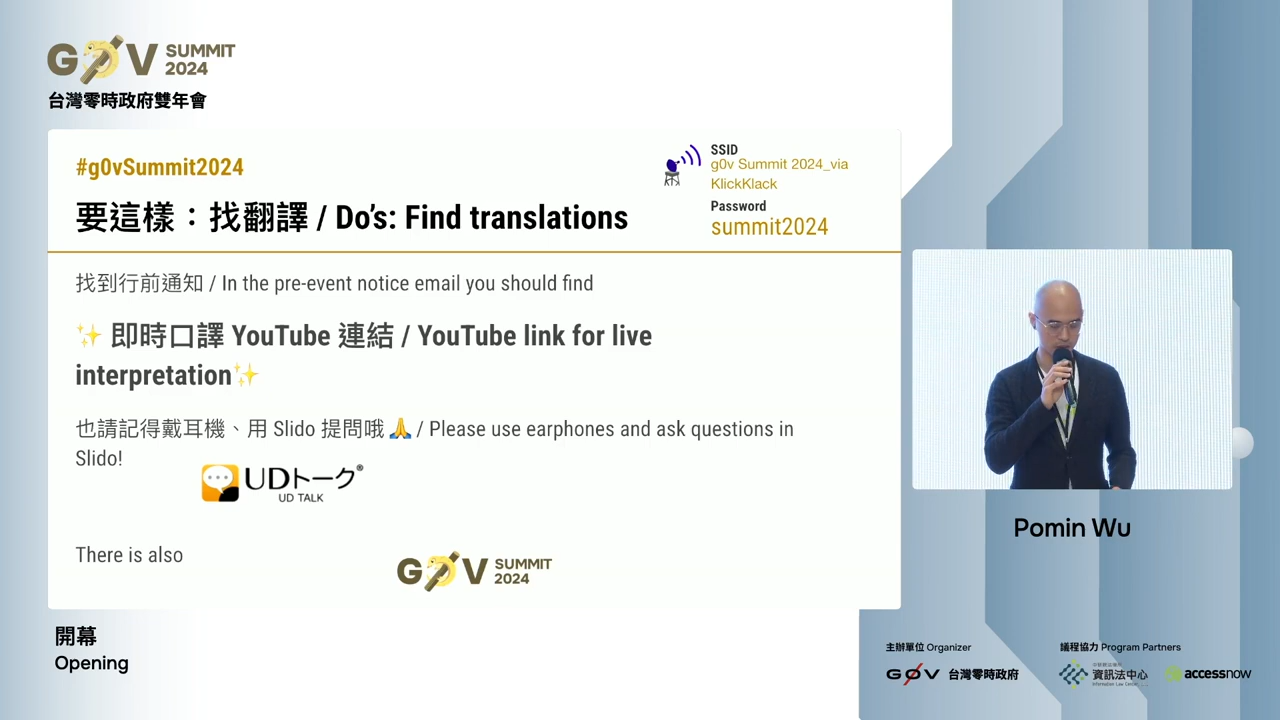 GØV SUMMIT 2024
台灣零時政府雙年會
#g0vSummit2024
SSID
g0v Summit 2024_via
KlickKlack
Password
summit2024
要這樣：找翻譯 / Do’s: Find translations
找到行前通知 / In the pre-event notice email you should find
✨ 即時口譯 YouTube 連結 / YouTube link for live
interpretation✨
也請記得戴耳機、用 Slido 提問哦🙏 / Please use earphones and ask questions in
Slido!
UDトーク®
UD TALK
There is also
GØV SUMMIT 2024
Pomin Wu
開幕
Opening
主辦單位 Organizer
GØV 台灣零時政府
議程協力 Program Partners
資訊法中心
Information Law Center
accessnow